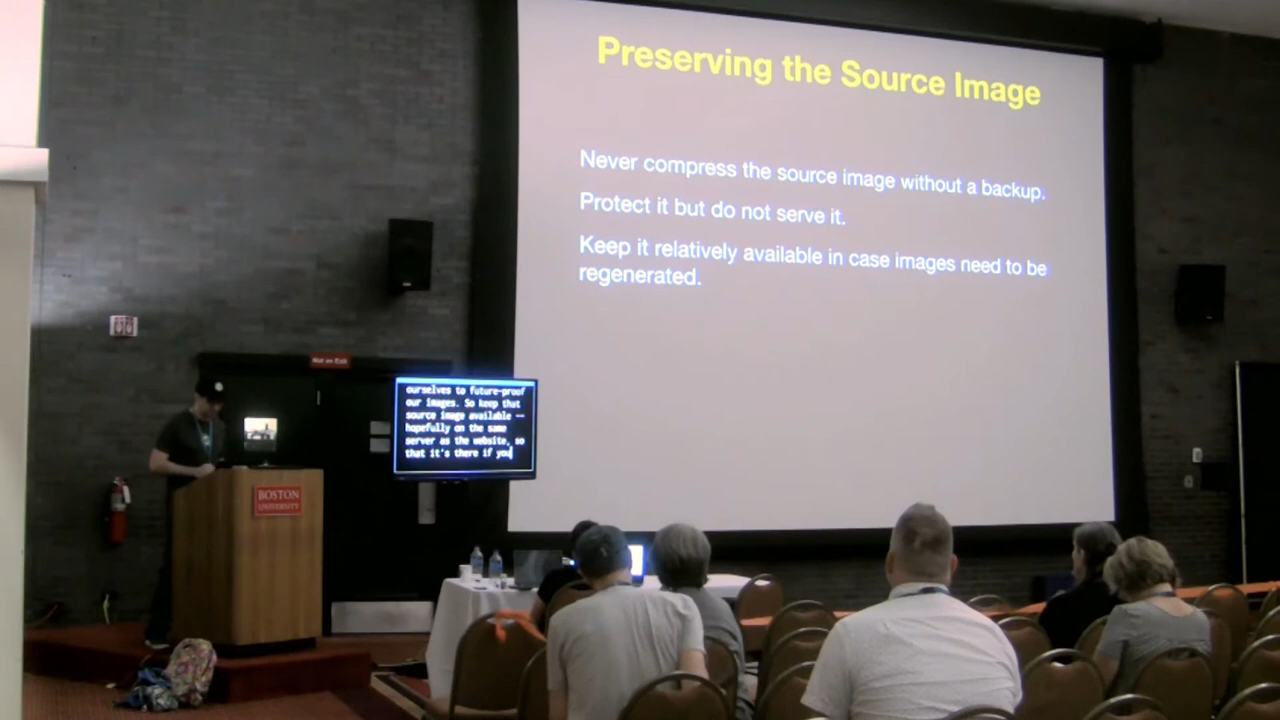 Preserving the Source Image
Never compress the source image without a backup.
Protect it but do not serve it.
Keep it relatively available in case images need to be
regenerated.
Not an Exit
ourselves to future-proof
our images. So keep that
source image available --
hopefully on the same
server as the website, so
that it's there if you
BOSTON
UNIVERSITY